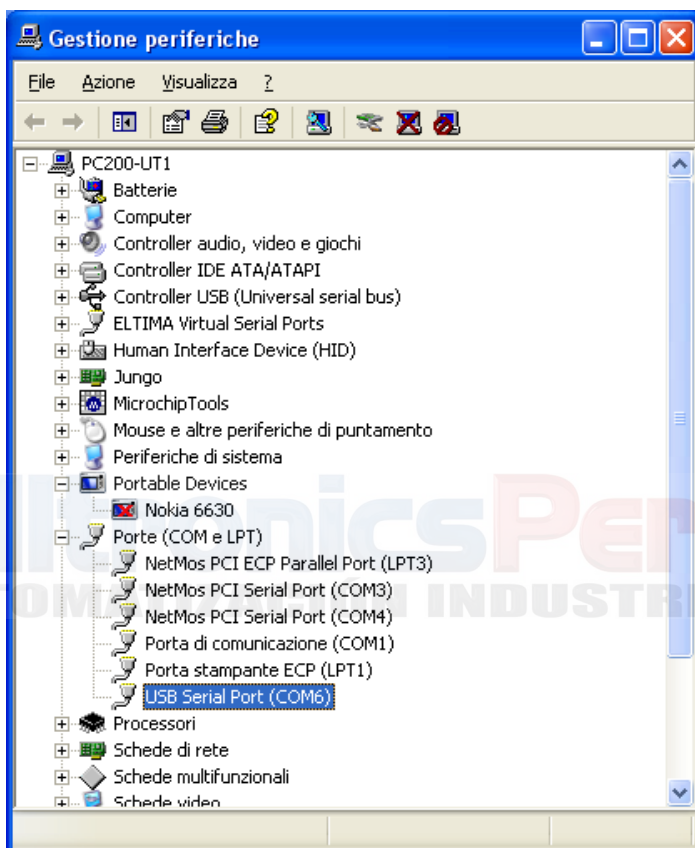 Gestione periferiche
File Azione Visualizza ?
PC200-UT1
Batterie
Computer
Controller audio, video e giochi
Controller IDE ATA/ATAPI
Controller USB (Universal serial bus)
ELTIMA Virtual Serial Ports
Human Interface Device (HID)
Jungo
MicrochipTools
Mouse e altre periferiche di puntamento
Periferiche di sistema
Portable Devices
Nokia 6630
Porte (COM e LPT)
NetMos PCI ECP Parallel Port (LPT3)
NetMos PCI Serial Port (COM3)
NetMos PCI Serial Port (COM4)
Porta di comunicazione (COM1)
Porta stampante ECP (LPT1)
USB Serial Port (COM6)
Processori
Schede di rete
Schede multifunzionali
Schede video